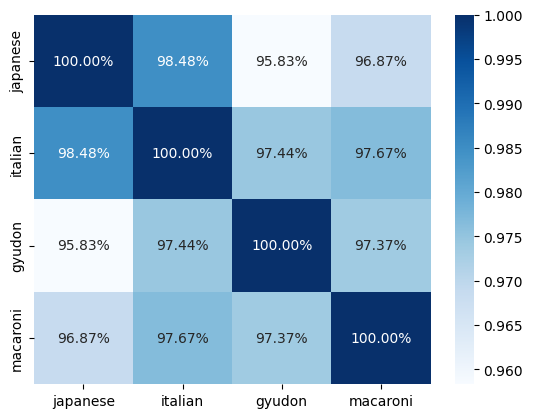 japanese 100.00% 98.48% 95.83% 96.87%
italian 98.48% 100.00% 97.44% 97.67%
gyudon 95.83% 97.44% 100.00% 97.37%
macaroni 96.87% 97.67% 97.37% 100.00%
japanese italian gyudon macaroni
1.000
0.995
0.990
0.985
0.980
0.975
0.970
0.965
0.960